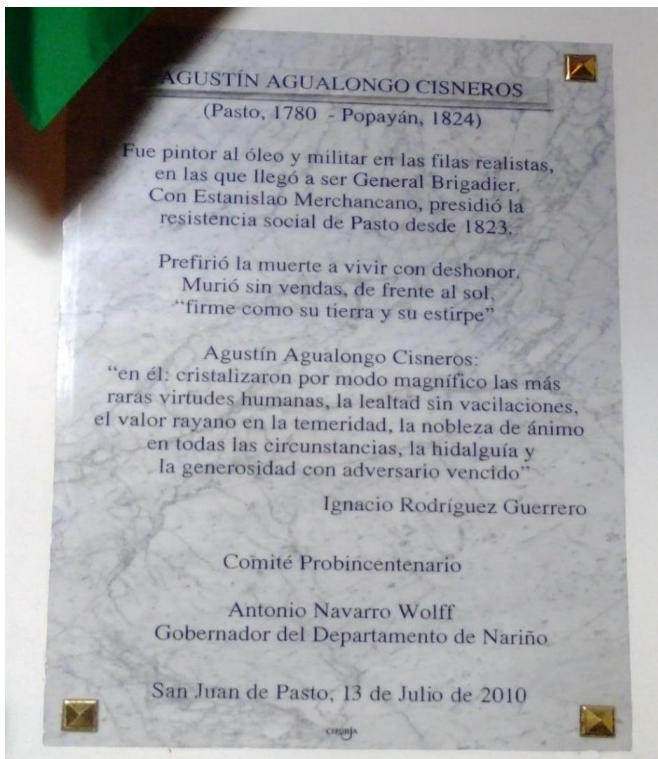 AGUSTÍN AGUALONGO CISNEROS
(Pasto, 1780 - Popayán, 1824)
Fue pintor al óleo y militar en las filas realistas,
en las que llegó a ser General Brigadier.
Con Estanislao Merchancano, presidió la
resistencia social de Pasto desde 1823.
Prefirió la muerte a vivir con deshonor.
Murió sin vendas, de frente al sol,
“firme como su tierra y su estirpe”
Agustín Agualongo Cisneros:
“en él: cristalizaron por modo magnífico las más
raras virtudes humanas, la lealtad sin vacilaciones,
el valor rayano en la temeridad, la nobleza de ánimo
en todas las circunstancias, la hidalguía y
la generosidad con adversario vencido”
Ignacio Rodríguez Guerrero
Comité Probincentenario
Antonio Navarro Wolff
Gobernador del Departamento de Nariño
San Juan de Pasto, 13 de Julio de 2010